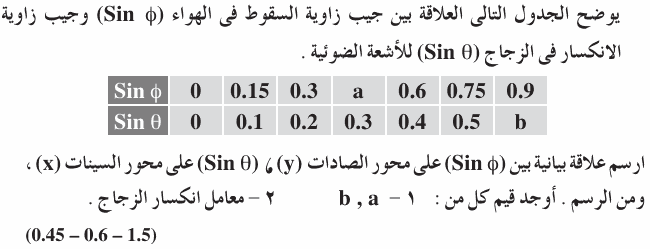 يوضح الجدول التالى العلاقة بين جيب زاوية السقوط فى الهواء (Sin ϕ) وجيب زاوية
الانكسار فى الزجاج (Sin θ) للأشعة الضوئية .
Sin ϕ 0 0.15 0.3 a 0.6 0.75 0.9
Sin θ 0 0.1 0.2 0.3 0.4 0.5 b
ارسم علاقة بيانية بين (Sin ϕ) على محور الصادات (y) ، (Sin θ) على محور السينات (x) ،
ومن الرسم . أوجد قيم كل من : ١ – b , a ٢ – معامل انكسار الزجاج .
(0.45 – 0.6 – 1.5)